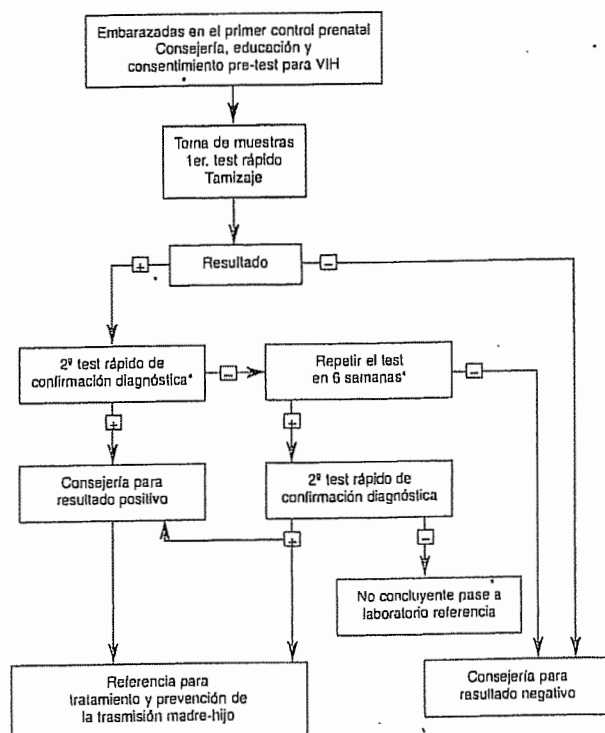 Embarazadas en el primer control prenatal
Consejería, educación y
consentimiento pre-test para VIH
Toma de muestras
1er. test rápido
Tamizaje
+
Resultado
−
2º test rápido de
confirmación diagnóstica*
−
Repetir el test
en 6 semanas*
−
+
+
Consejería para
resultado positivo
2º test rápido de
confirmación diagnóstica
+
−
No concluyente pase a
laboratorio referencia
Referencia para
tratamiento y prevención de
la trasmisión madre-hijo
Consejería para
rasultado negativo